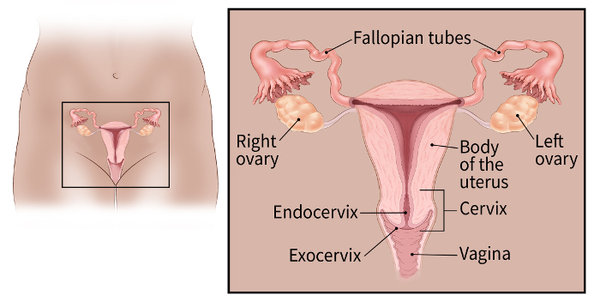 Fallopian tubes
Right
ovary
Left
ovary
Body
of the
uterus
Endocervix
Cervix
Exocervix
Vagina